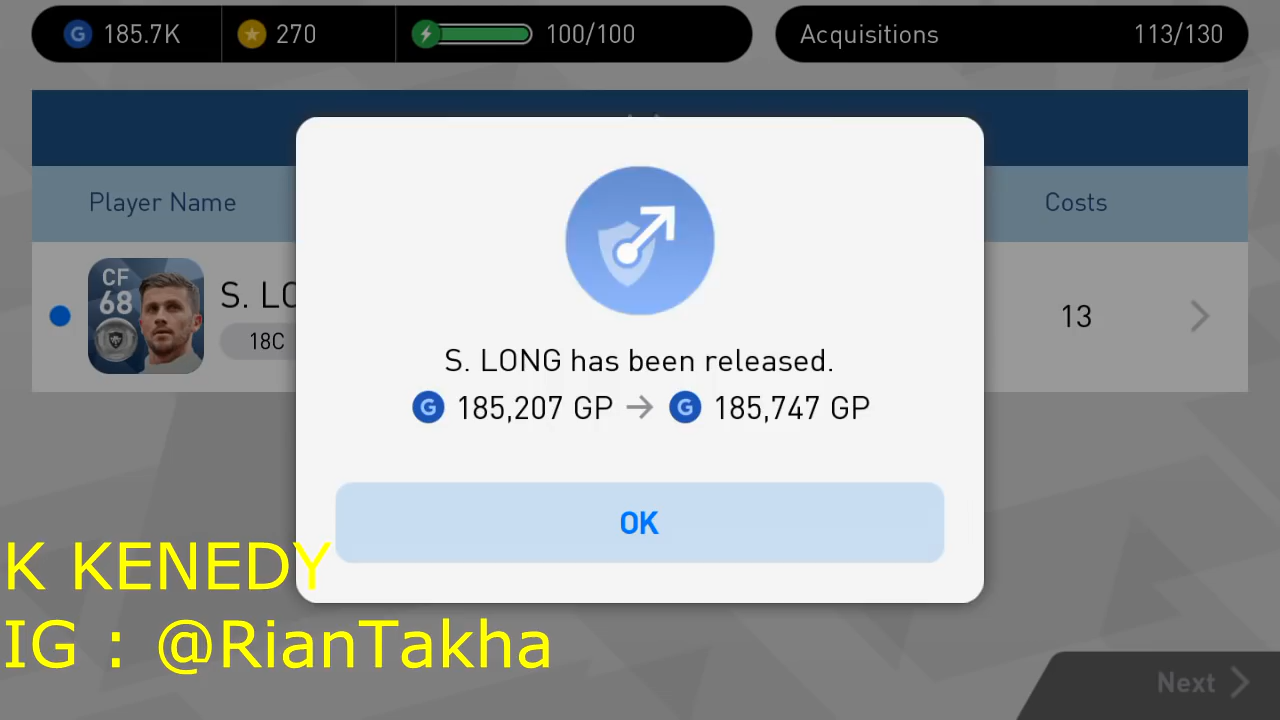 185.7K 270 100/100 Acquisitions 113/130
Player Name Costs
CF
68
S. LO
18C
13
S. LONG has been released.
185,207 GP → 185,747 GP
OK
K KENEDY
IG : @RianTakha
Next